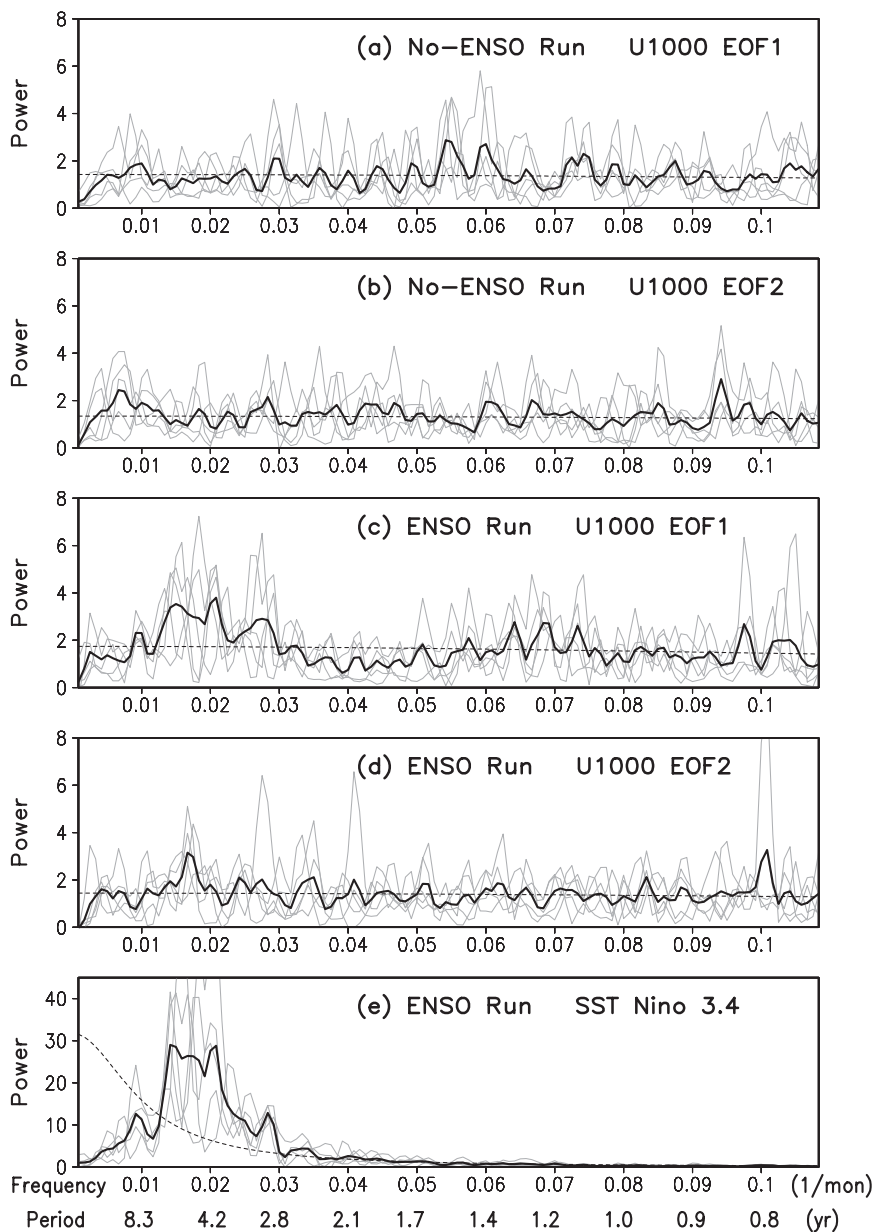 (a) No-ENSO Run U1000 EOF1
Power
8
6
4
2
0
0.01 0.02 0.03 0.04 0.05 0.06 0.07 0.08 0.09 0.1
(b) No-ENSO Run U1000 EOF2
Power
8
6
4
2
0
0.01 0.02 0.03 0.04 0.05 0.06 0.07 0.08 0.09 0.1
(c) ENSO Run U1000 EOF1
Power
8
6
4
2
0
0.01 0.02 0.03 0.04 0.05 0.06 0.07 0.08 0.09 0.1
(d) ENSO Run U1000 EOF2
Power
8
6
4
2
0
0.01 0.02 0.03 0.04 0.05 0.06 0.07 0.08 0.09 0.1
(e) ENSO Run SST Nino 3.4
Power
40
30
20
10
0
Frequency 0.01 0.02 0.03 0.04 0.05 0.06 0.07 0.08 0.09 0.1 (1/mon)
Period 8.3 4.2 2.8 2.1 1.7 1.4 1.2 1.0 0.9 0.8 (yr)